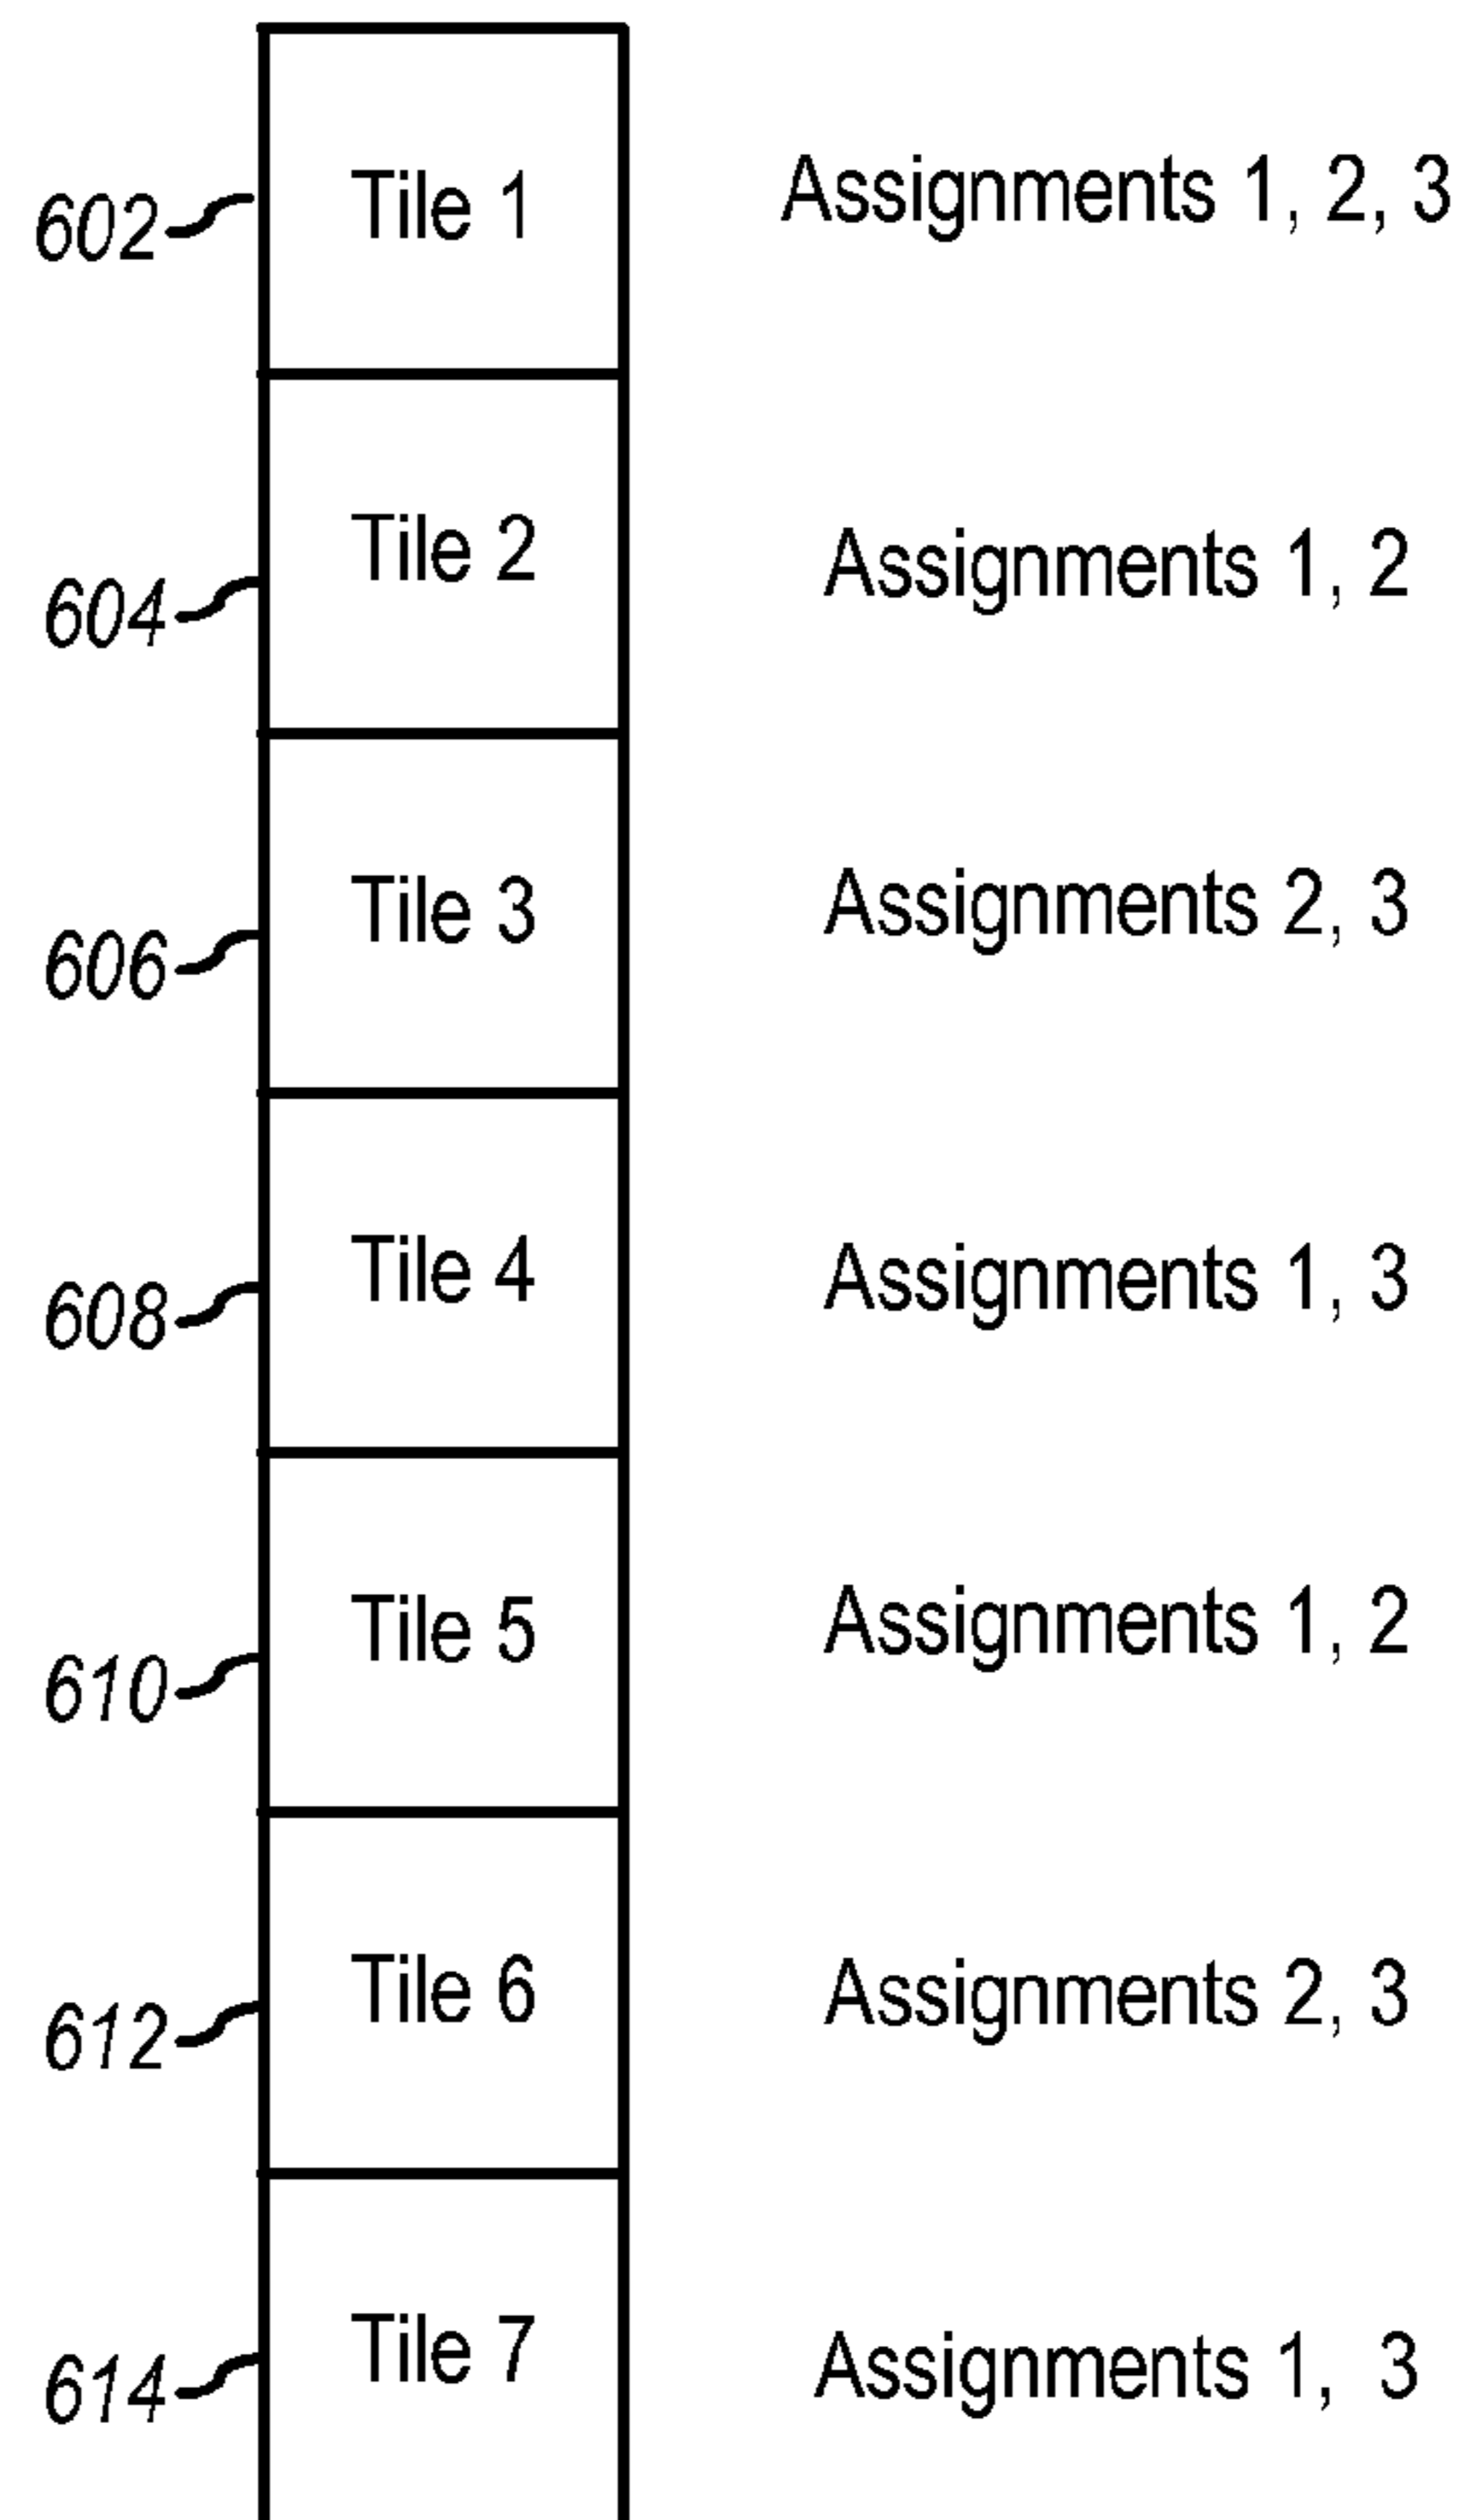 602 Tile 1 Assignments 1, 2, 3
604 Tile 2 Assignments 1, 2
606 Tile 3 Assignments 2, 3
608 Tile 4 Assignments 1, 3
610 Tile 5 Assignments 1, 2
612 Tile 6 Assignments 2, 3
614 Tile 7 Assignments 1, 3